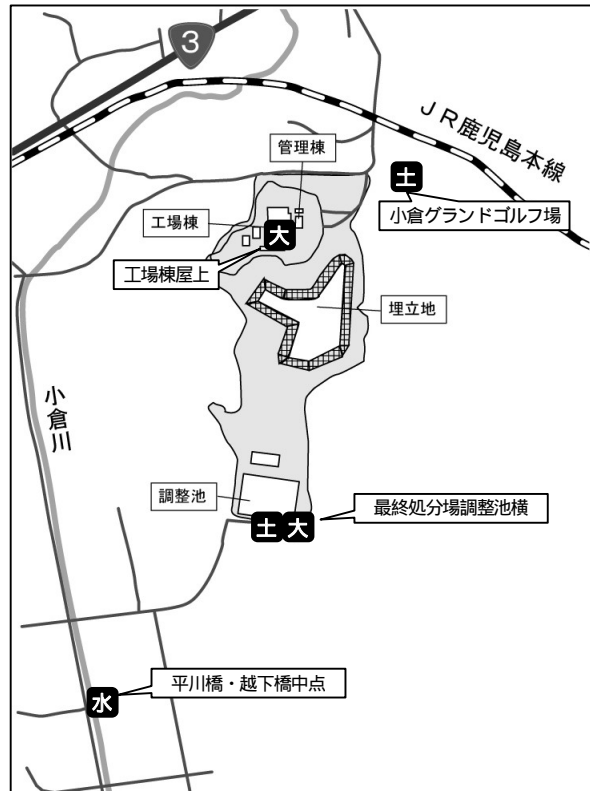 3
JR鹿児島本線
管理棟
土
小倉グランドゴルフ場
工場棟
大
工場棟屋上
埋立地
小倉川
調整池
土 大
最終処分場調整池横
平川橋・越下橋中点
水